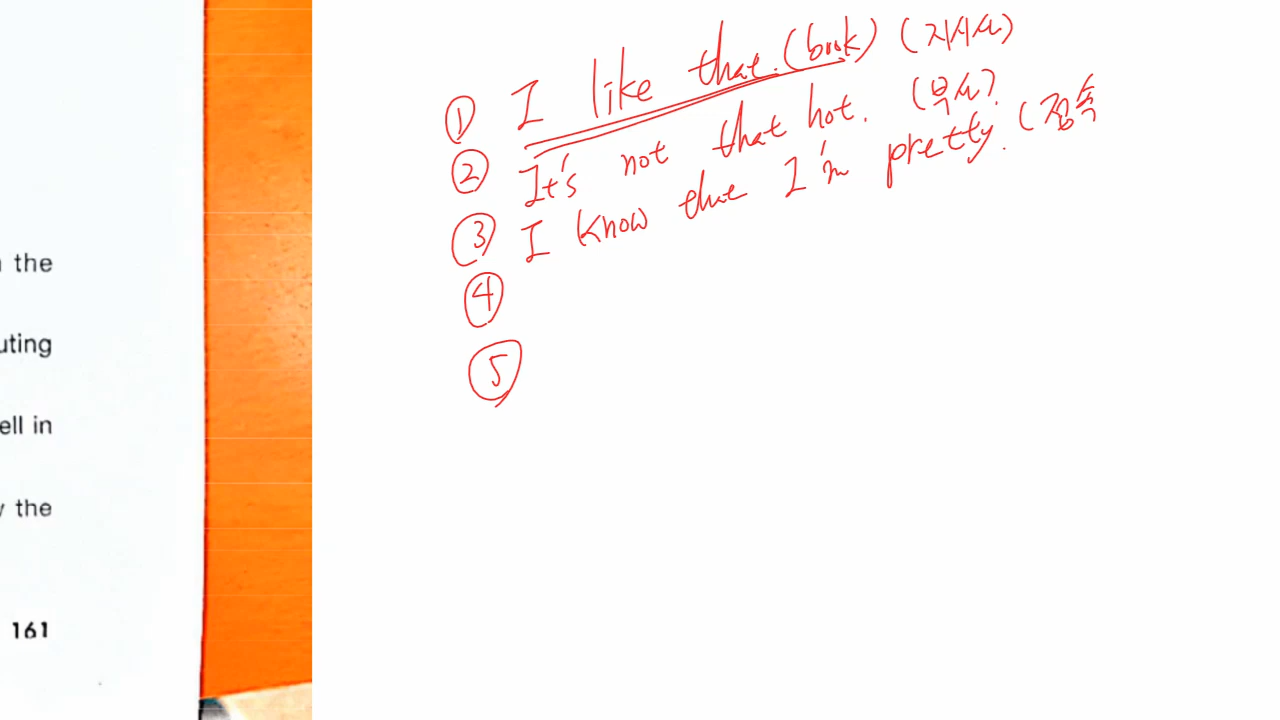 ① I like that.(book) (지시사)
② It's not that hot. (부사)
③ I know that I'm pretty. (접속
④
⑤
the
uting
ell in
the
161